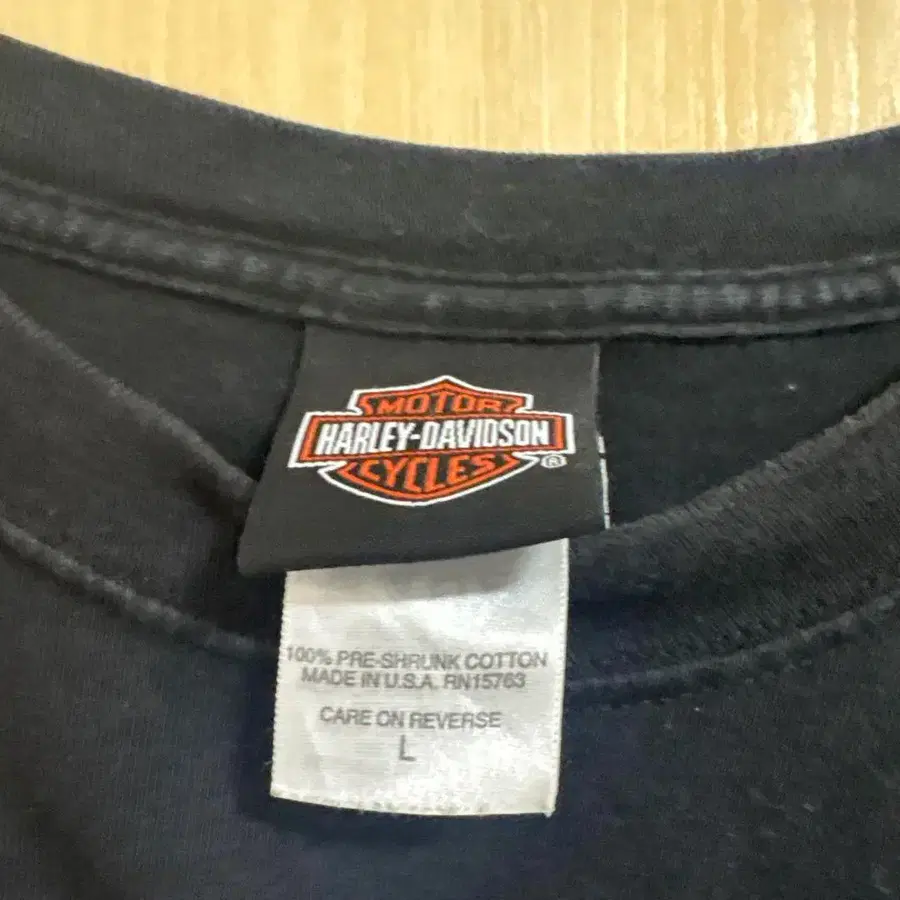 MOTOR
HARLEY-DAVIDSON
CYCLES
®
100% PRE-SHRUNK COTTON
MADE IN U.S.A. RN15763
CARE ON REVERSE
L